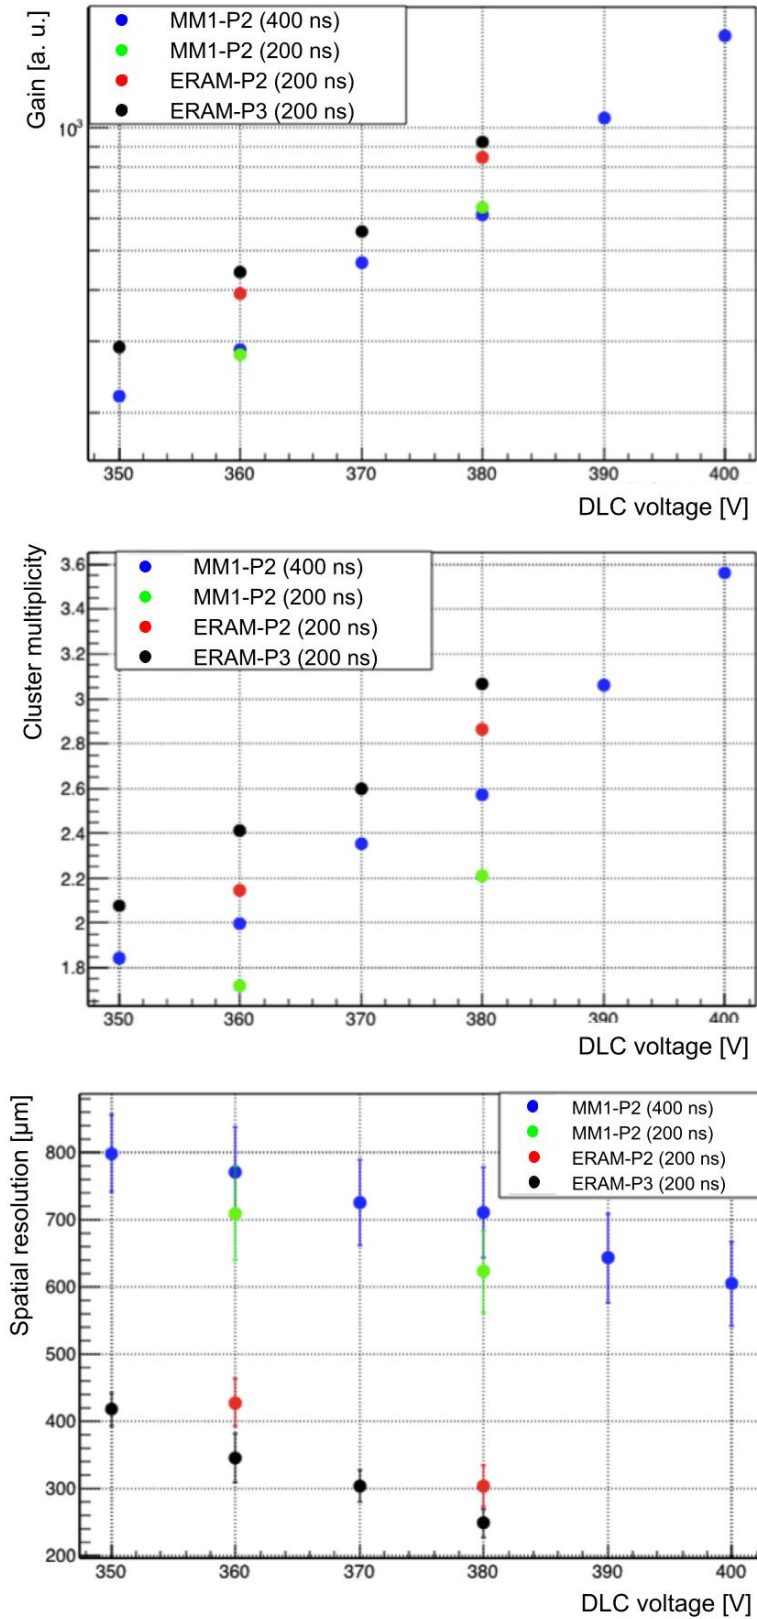 Gain [a. u.]
MM1-P2 (400 ns)
MM1-P2 (200 ns)
ERAM-P2 (200 ns)
ERAM-P3 (200 ns)
10³
350 360 370 380 390 400
DLC voltage [V]
Cluster multiplicity
MM1-P2 (400 ns)
MM1-P2 (200 ns)
ERAM-P2 (200 ns)
ERAM-P3 (200 ns)
3.6
3.4
3.2
3
2.8
2.6
2.4
2.2
2
1.8
350 360 370 380 390 400
DLC voltage [V]
Spatial resolution [µm]
MM1-P2 (400 ns)
MM1-P2 (200 ns)
ERAM-P2 (200 ns)
ERAM-P3 (200 ns)
800
700
600
500
400
300
200
350 360 370 380 390 400
DLC voltage [V]